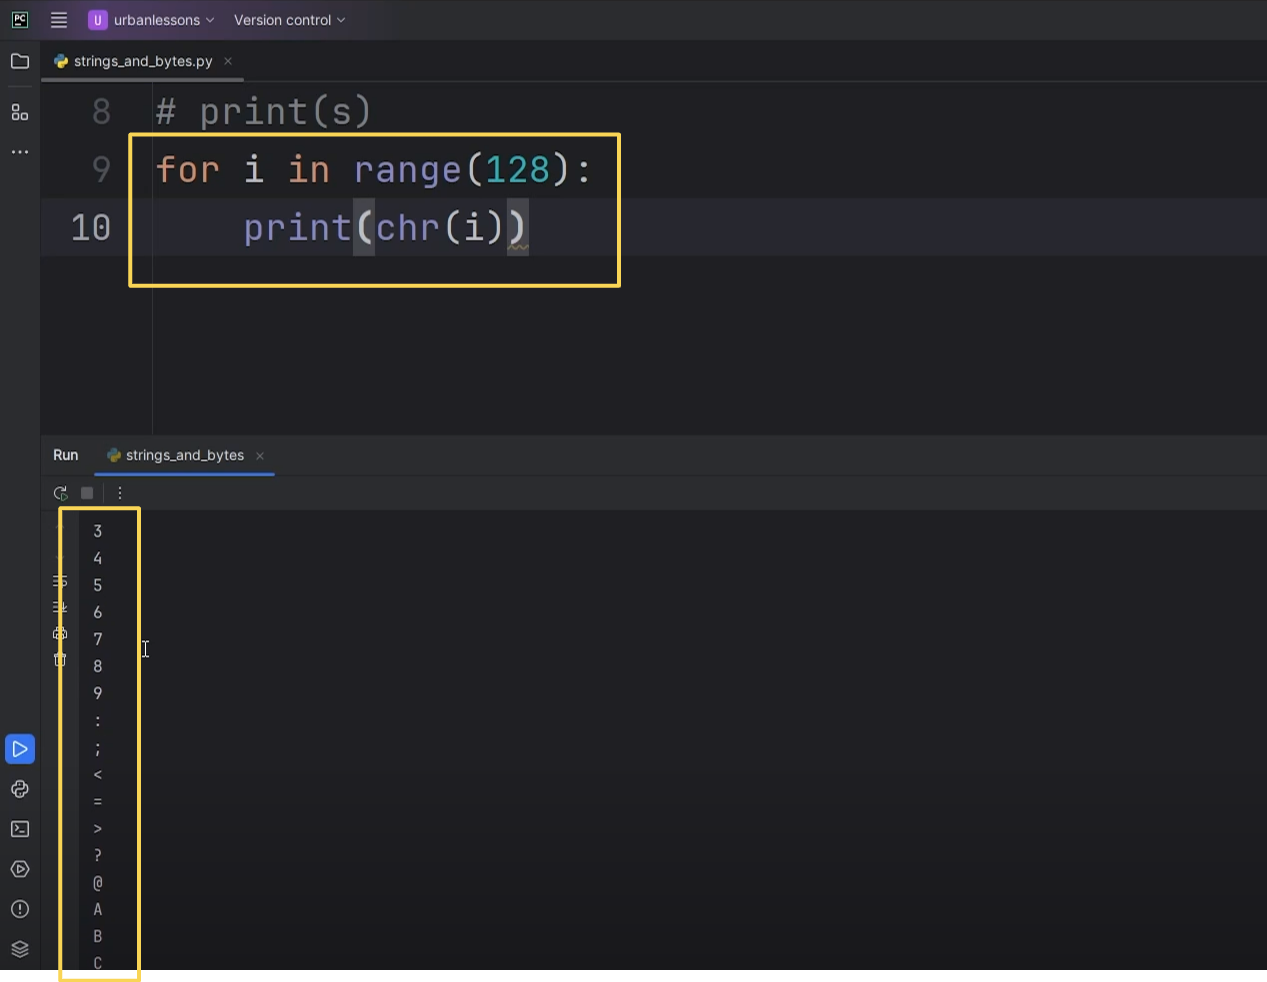 PC
U urbanlessons Version control
strings_and_bytes.py
8 # print(s)
9 for i in range(128):
10 print(chr(i))
Run strings_and_bytes
3
4
5
6
7
8
9
:
;
<
=
>
?
@
A
B
C